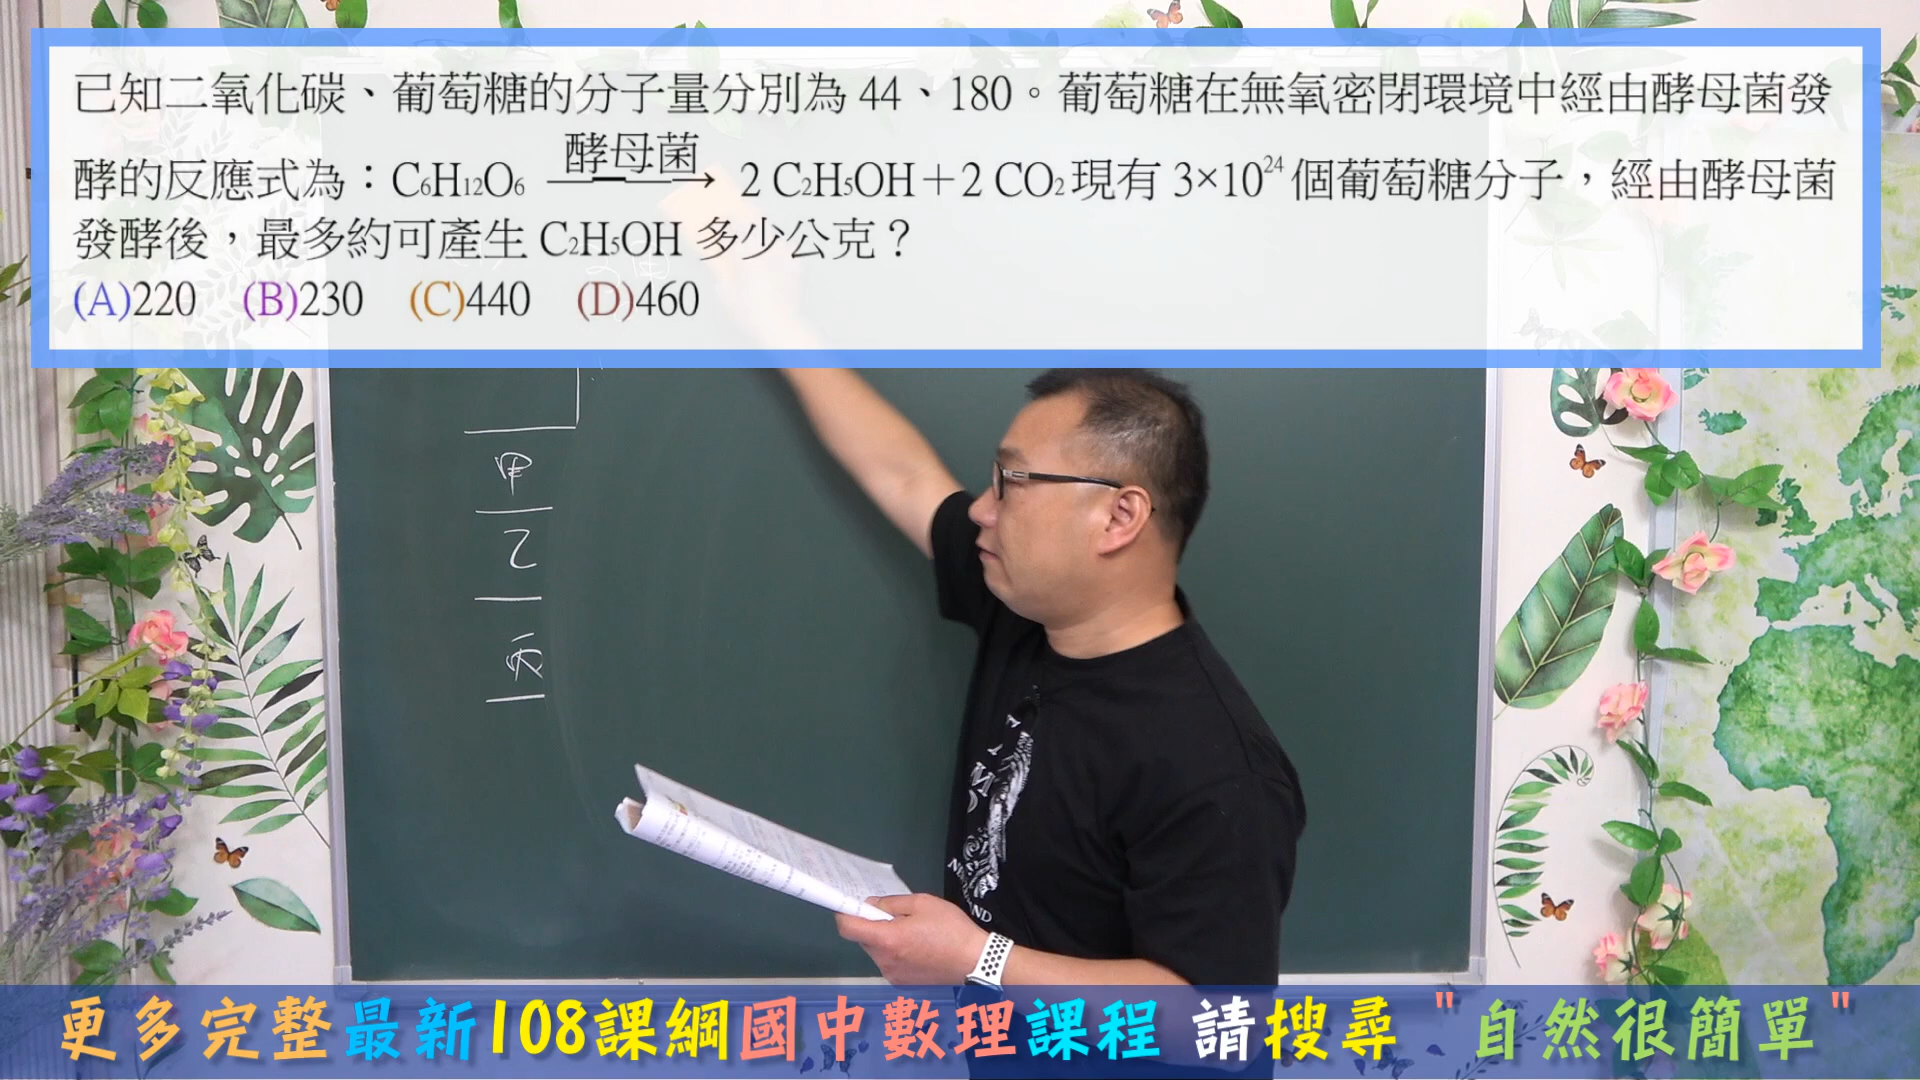 已知二氧化碳、葡萄糖的分子量分別為 44、180。葡萄糖在無氧密閉環境中經由酵母菌發
酵的反應式為：C₆H₁₂O₆ 酵母菌→ 2 C₂H₅OH＋2 CO₂ 現有 3×10²⁴ 個葡萄糖分子，經由酵母菌
發酵後，最多約可產生 C₂H₅OH 多少公克？
(A)220 (B)230 (C)440 (D)460
甲
乙
丙
更多完整最新108課綱國中數理課程 請搜尋"自然很簡單"